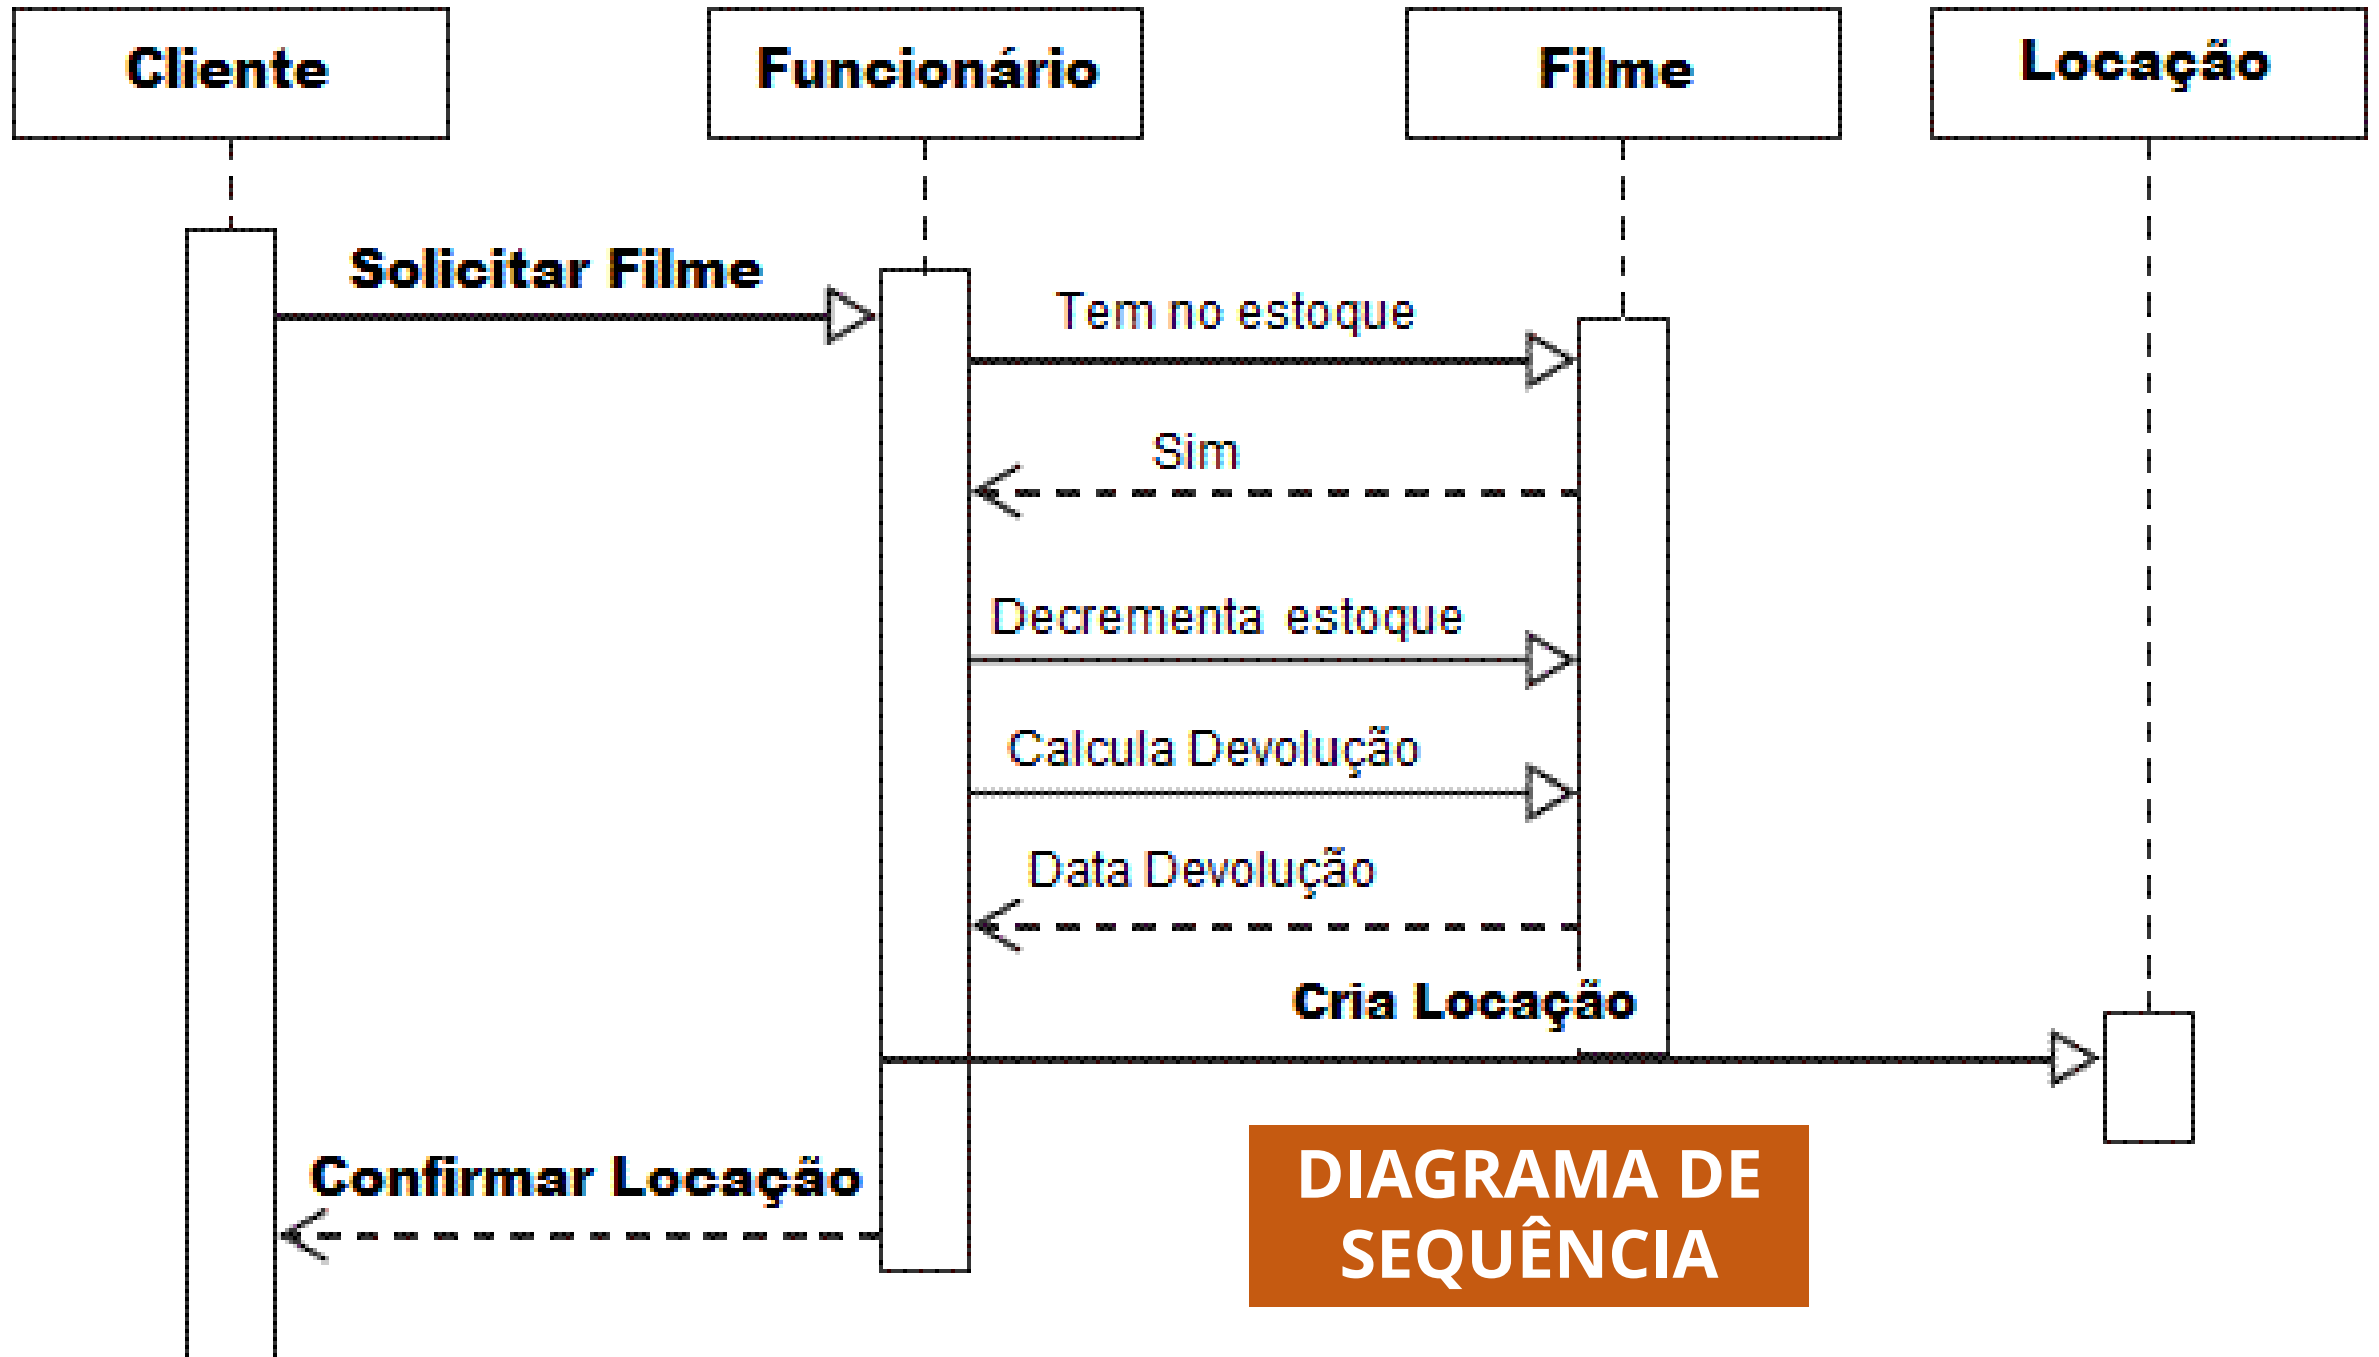 Cliente
Funcionário
Filme
Locação
Solicitar Filme
Tem no estoque
Sim
Decrementa estoque
Calcula Devolução
Data Devolução
Cria Locação
Confirmar Locação
DIAGRAMA DE
SEQUÊNCIA